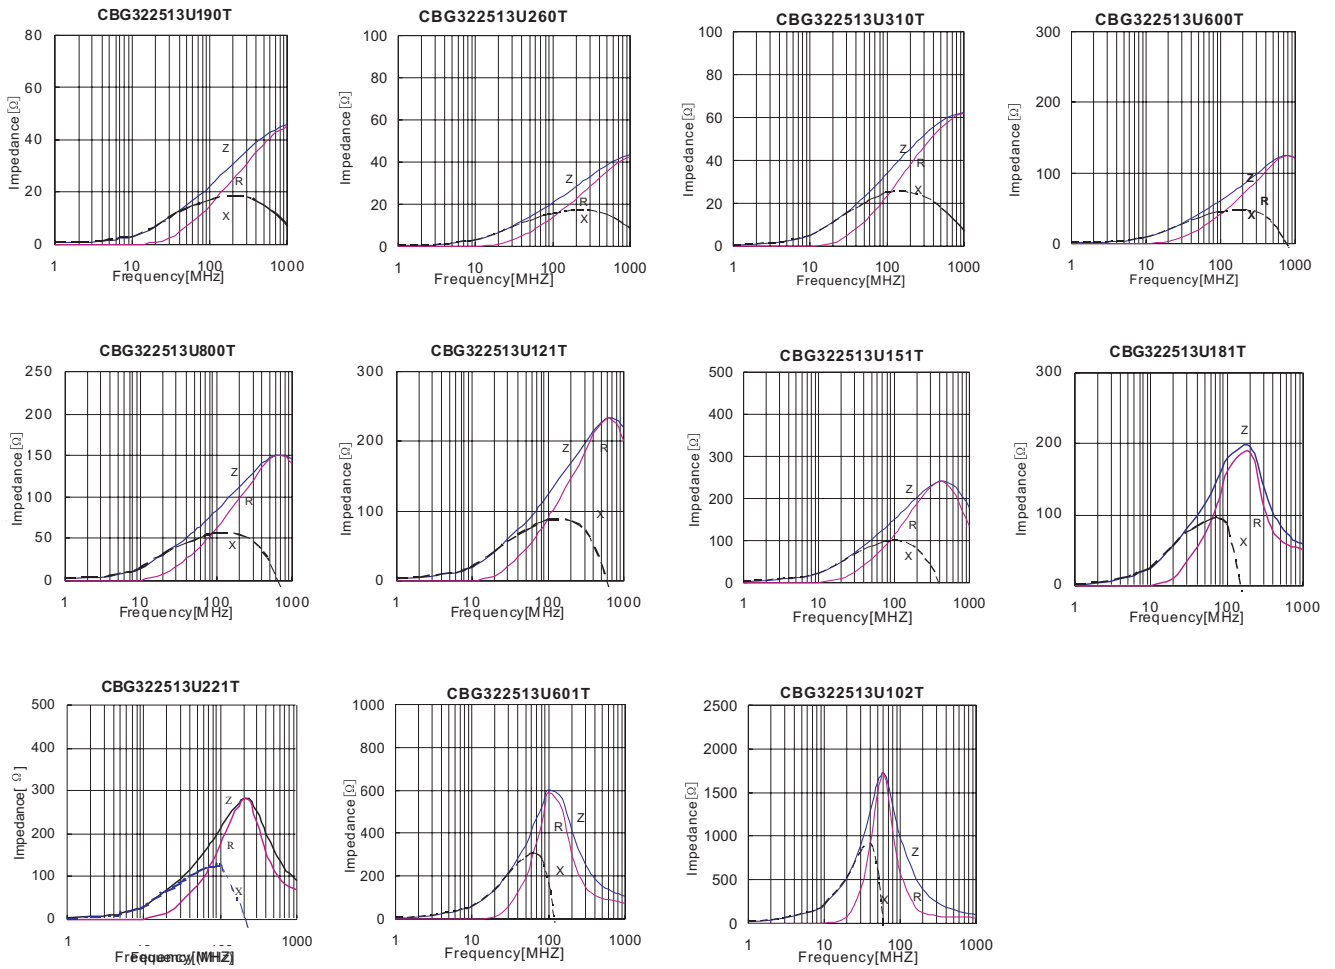 CBG322513U190T
Impedance[Ω]
80
60
40
20
0
Z
R
X
1 10 100 1000
Frequency[MHZ]
CBG322513U260T
Impedance[Ω]
100
80
60
40
20
0
Z
R
X
1 10 100 1000
Frequency[MHZ]
CBG322513U310T
Impedance[Ω]
100
80
60
40
20
0
Z
R
X
1 10 100 1000
Frequency[MHZ]
CBG322513U600T
Impedance[Ω]
300
200
100
0
Z
R
X
1 10 100 1000
Frequency[MHZ]
CBG322513U800T
Impedance[Ω]
250
200
150
100
50
0
Z
R
X
1 10 100 1000
Frequency[MHz]
CBG322513U121T
Impedance[Ω]
300
200
100
0
Z R
X
1 10 100 1000
Frequency[MHz]
CBG322513U151T
Impedance[Ω]
500
400
300
200
100
0
Z
R
X
1 10 100 1000
Frequency[MHZ]
CBG322513U181T
Impedance[Ω]
300
200
100
0
Z
R
X
1 10 100 1000
Frequency[MHZ]
CBG322513U221T
Impedance[ Ω]
500
400
300
200
100
0
Z
R
X
1 10 1000
CBG322513U601T
Impedance[Ω]
1000
800
600
400
200
0
Z
R
X
1 10 100 1000
Frequency[MHZ]
CBG322513U102T
Impedance[Ω]
2500
2000
1500
1000
500
0
Z
R
X
1 10 100 1000
Frequency[MHZ]